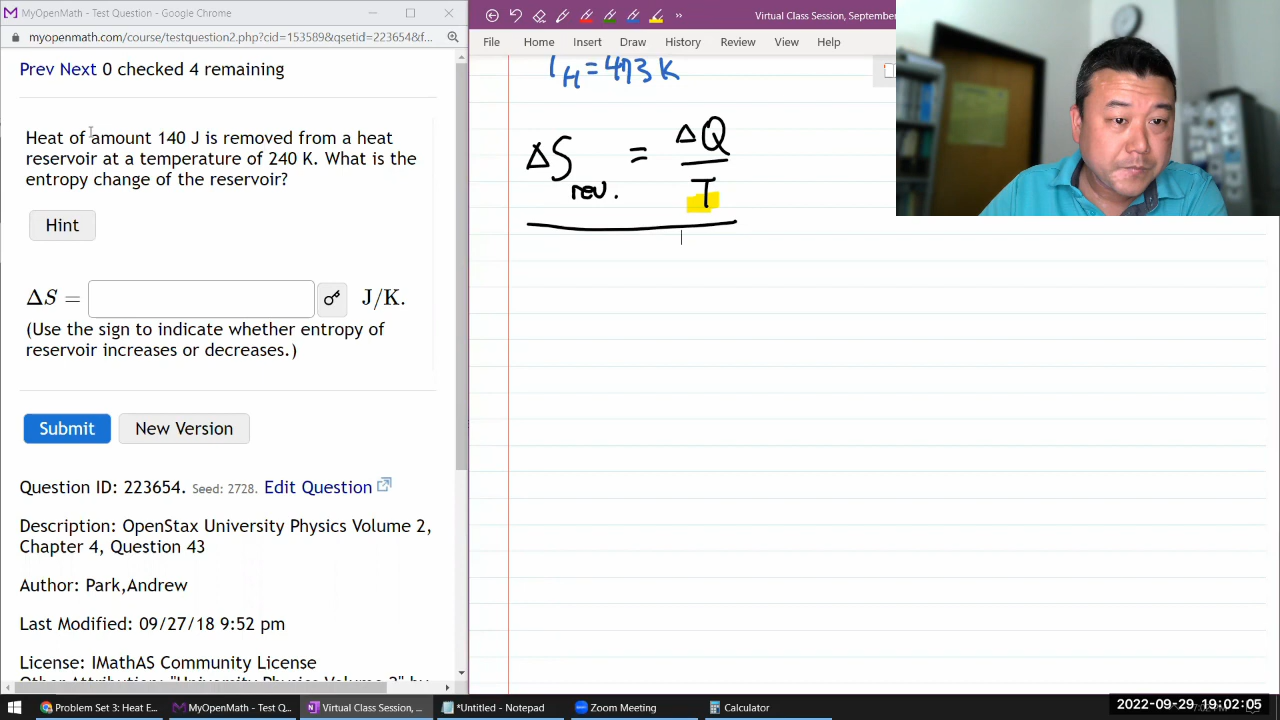 MyOpenMath - Test Question - Google Chrome
myopenmath.com/course/testquestion2.php?cid=153589&qsetid=223654&f...
Prev Next 0 checked 4 remaining
Heat of amount 140 J is removed from a heat
reservoir at a temperature of 240 K. What is the
entropy change of the reservoir?
Hint
ΔS =
J/K.
(Use the sign to indicate whether entropy of
reservoir increases or decreases.)
Submit
New Version
Question ID: 223654. Seed: 2728. Edit Question
Description: OpenStax University Physics Volume 2,
Chapter 4, Question 43
Author: Park,Andrew
Last Modified: 09/27/18 9:52 pm
License: IMathAS Community License
Virtual Class Session, September
File Home Insert Draw History Review View Help
T_H = 473 K
ΔS_rev. = ΔQ / T
Problem Set 3: Heat E...
MyOpenMath - Test Q...
Virtual Class Session, ...
*Untitled - Notepad
Zoom Meeting
Calculator
2022-09-29 19:02:05